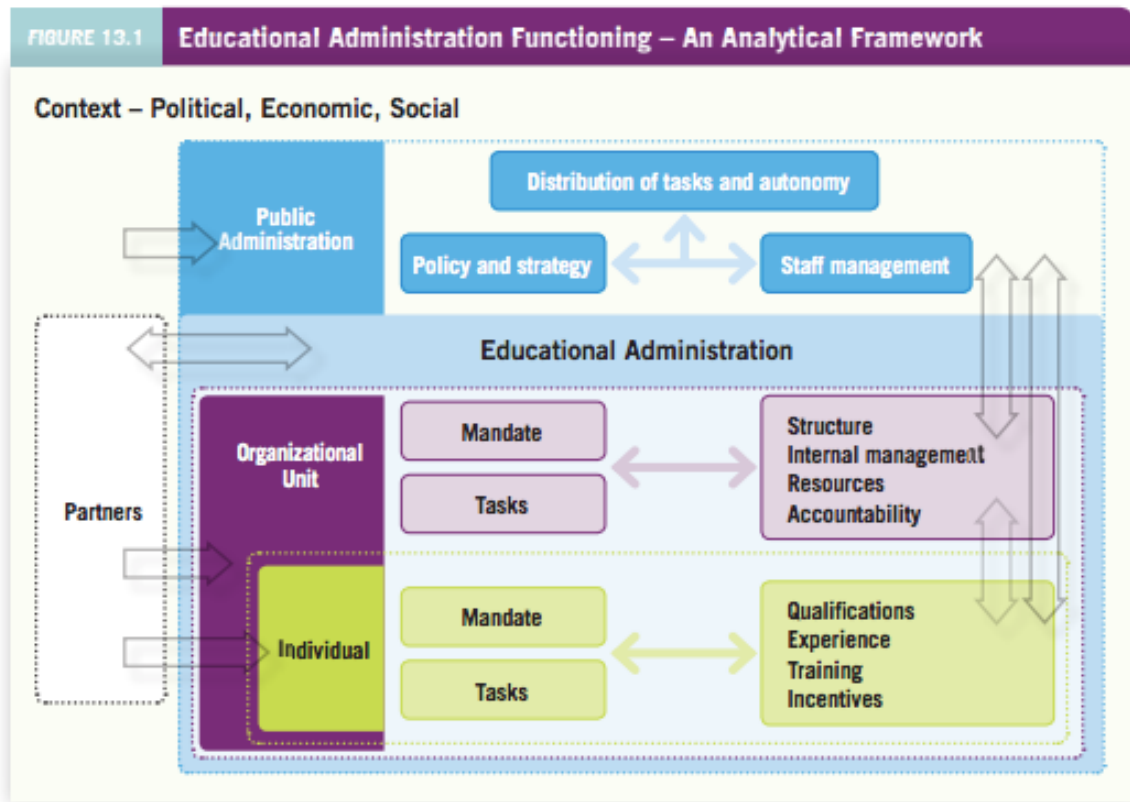 FIGURE 13.1
Educational Administration Functioning – An Analytical Framework
Context – Political, Economic, Social
Public
Administration
Distribution of tasks and autonomy
Policy and strategy
Staff management
Educational Administration
Partners
Organizational
Unit
Mandate
Tasks
Structure
Internal management
Resources
Accountability
Individual
Mandate
Tasks
Qualifications
Experience
Training
Incentives